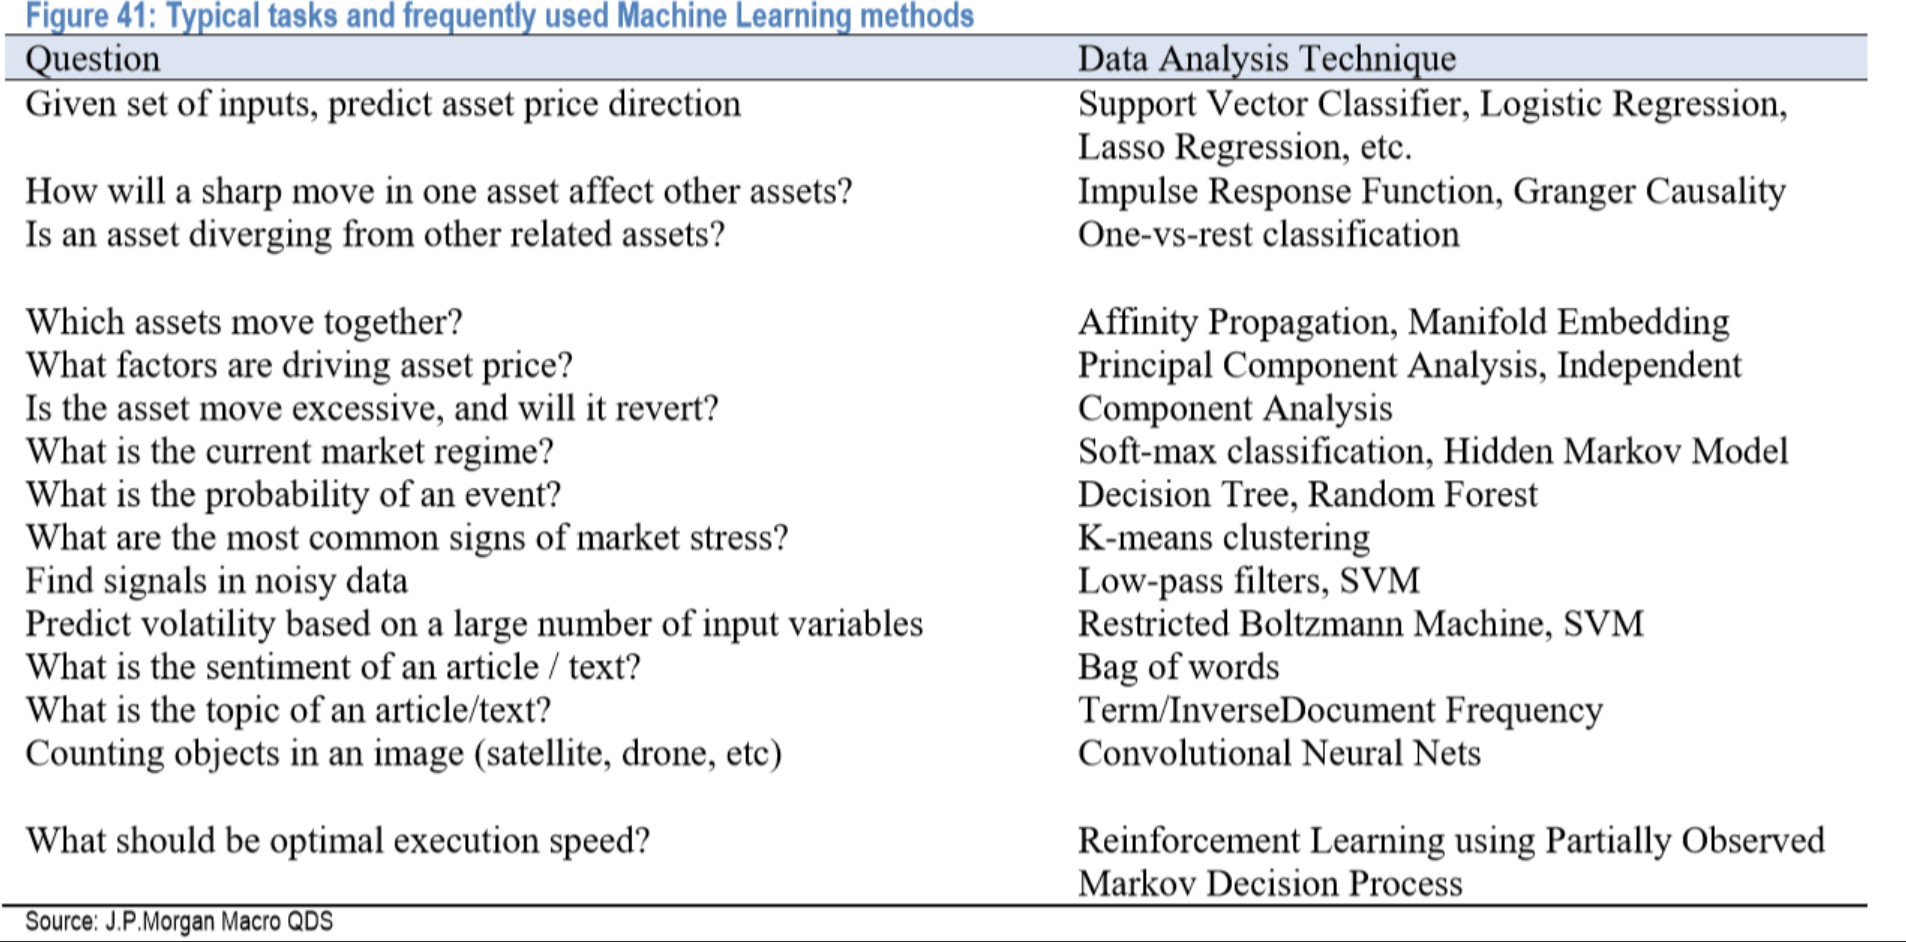 Figure 41: Typical tasks and frequently used Machine Learning methods
Question Data Analysis Technique
Given set of inputs, predict asset price direction Support Vector Classifier, Logistic Regression,
Lasso Regression, etc.
How will a sharp move in one asset affect other assets? Impulse Response Function, Granger Causality
Is an asset diverging from other related assets? One-vs-rest classification
Which assets move together? Affinity Propagation, Manifold Embedding
What factors are driving asset price? Principal Component Analysis, Independent
Is the asset move excessive, and will it revert? Component Analysis
What is the current market regime? Soft-max classification, Hidden Markov Model
What is the probability of an event? Decision Tree, Random Forest
What are the most common signs of market stress? K-means clustering
Find signals in noisy data Low-pass filters, SVM
Predict volatility based on a large number of input variables Restricted Boltzmann Machine, SVM
What is the sentiment of an article / text? Bag of words
What is the topic of an article/text? Term/InverseDocument Frequency
Counting objects in an image (satellite, drone, etc) Convolutional Neural Nets
What should be optimal execution speed? Reinforcement Learning using Partially Observed
Markov Decision Process
Source: J.P.Morgan Macro QDS